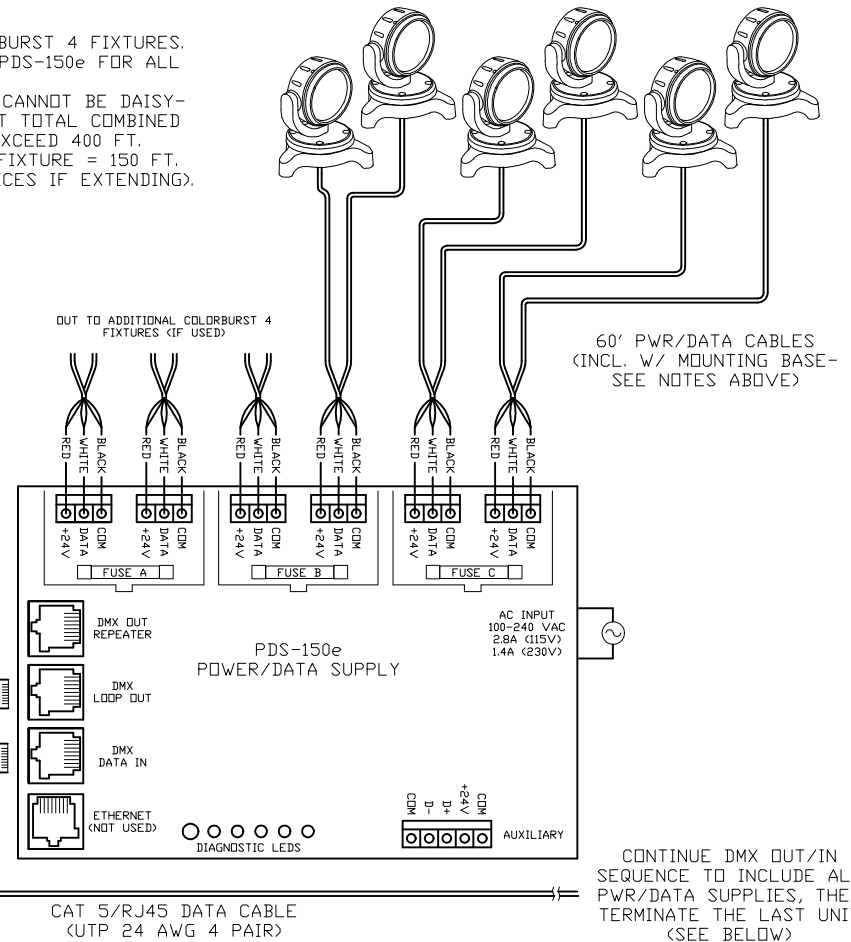 BURST 4 FIXTURES.
PDS-150e FOR ALL
CANNOT BE DAISY-
T TOTAL COMBINED
XCEED 400 FT.
FIXTURE = 150 FT.
ECES IF EXTENDING).
OUT TO ADDITIONAL COLORBURST 4
FIXTURES (IF USED)
60' PWR/DATA CABLES
(INCL. W/ MOUNTING BASE-
SEE NOTES ABOVE)
RED WHITE BLACK RED WHITE BLACK RED WHITE BLACK RED WHITE BLACK RED WHITE BLACK RED WHITE BLACK
+24V DATA COM +24V DATA COM +24V DATA COM +24V DATA COM +24V DATA COM +24V DATA COM
FUSE A FUSE B FUSE C
DMX OUT
REPEATER
DMX
LOOP OUT
DMX
DATA IN
ETHERNET
(NOT USED)
PDS-150e
POWER/DATA SUPPLY
AC INPUT
100-240 VAC
2.8A (115V)
1.4A (230V)
DIAGNOSTIC LEDS
COM D- D+ +24V COM
AUXILIARY
CAT 5/RJ45 DATA CABLE
(UTP 24 AWG 4 PAIR)
CONTINUE DMX OUT/IN
SEQUENCE TO INCLUDE AL
PWR/DATA SUPPLIES, THE
TERMINATE THE LAST UNI
(SEE BELOW)